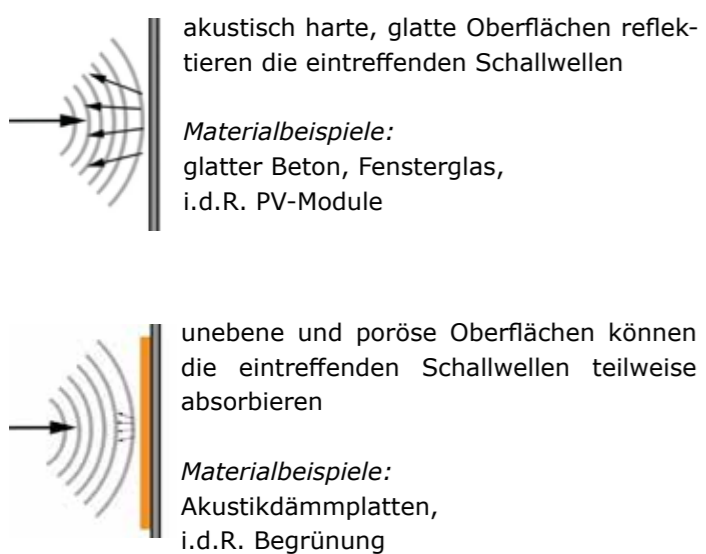 akustisch harte, glatte Oberflächen reflek-
tieren die eintreffenden Schallwellen
Materialbeispiele:
glatter Beton, Fensterglas,
i.d.R. PV-Module
unebene und poröse Oberflächen können
die eintreffenden Schallwellen teilweise
absorbieren
Materialbeispiele:
Akustikdämmplatten,
i.d.R. Begrünung